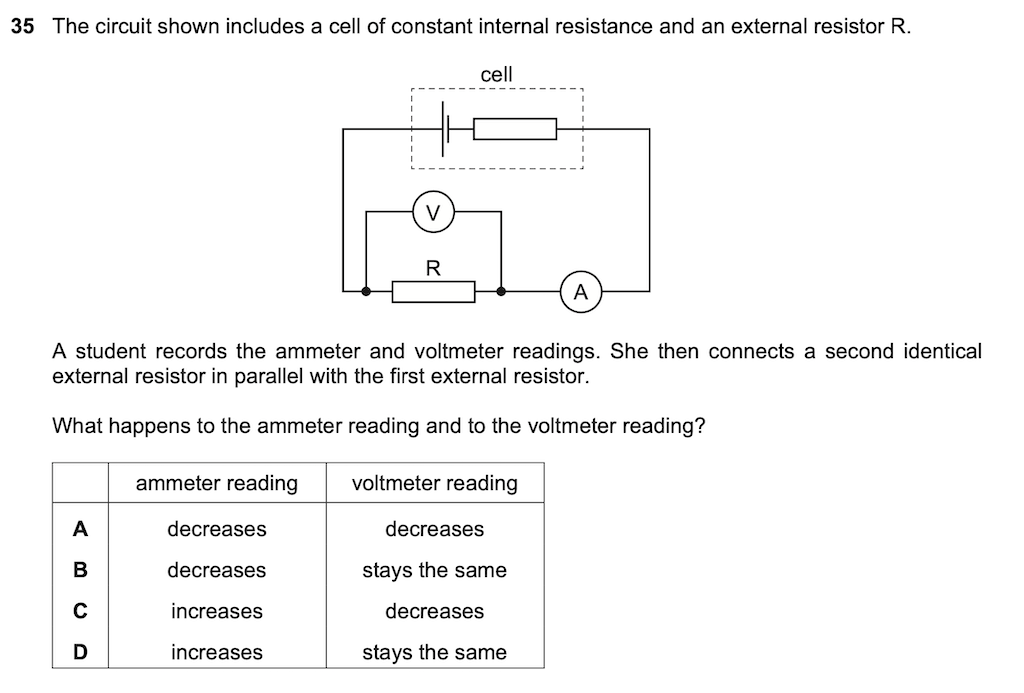 35 The circuit shown includes a cell of constant internal resistance and an external resistor R.
cell
V
R
A
A student records the ammeter and voltmeter readings. She then connects a second identical
external resistor in parallel with the first external resistor.
What happens to the ammeter reading and to the voltmeter reading?
ammeter reading voltmeter reading
A decreases decreases
B decreases stays the same
C increases decreases
D increases stays the same